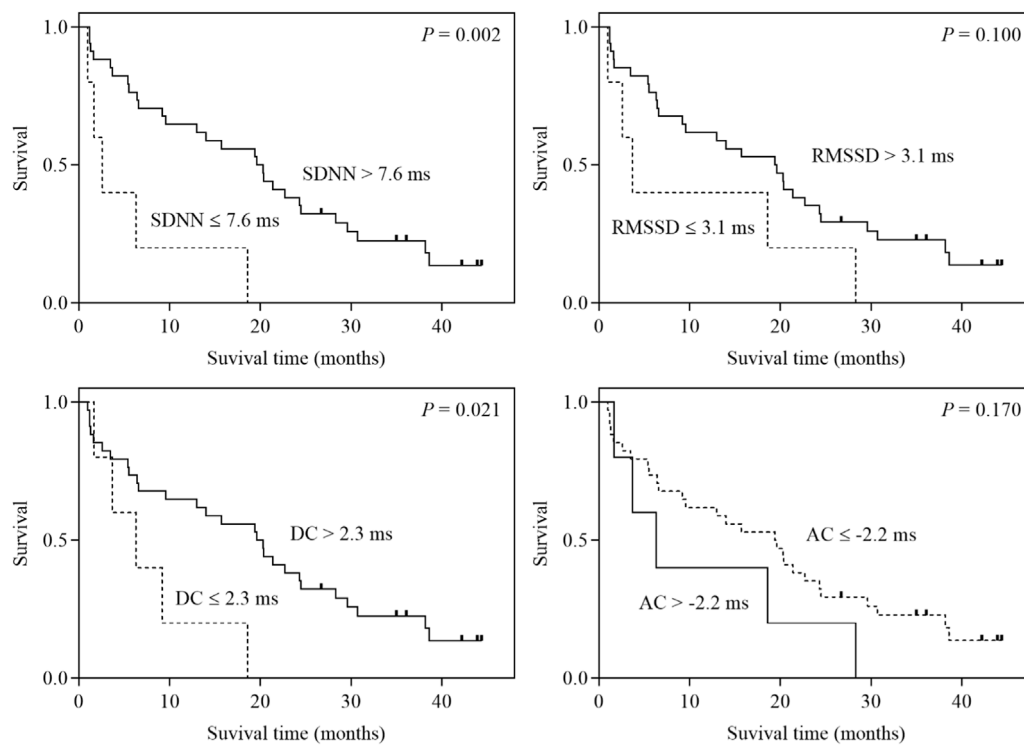 P = 0.002
1.0
0.5
0.0
Survival
SDNN > 7.6 ms
SDNN ≤ 7.6 ms
0 10 20 30 40
Suvival time (months)
P = 0.100
1.0
0.5
0.0
Survival
RMSSD > 3.1 ms
RMSSD ≤ 3.1 ms
0 10 20 30 40
Suvival time (months)
P = 0.021
1.0
0.5
0.0
Survival
DC > 2.3 ms
DC ≤ 2.3 ms
0 10 20 30 40
Suvival time (months)
P = 0.170
1.0
0.5
0.0
Survival
AC ≤ -2.2 ms
AC > -2.2 ms
0 10 20 30 40
Suvival time (months)